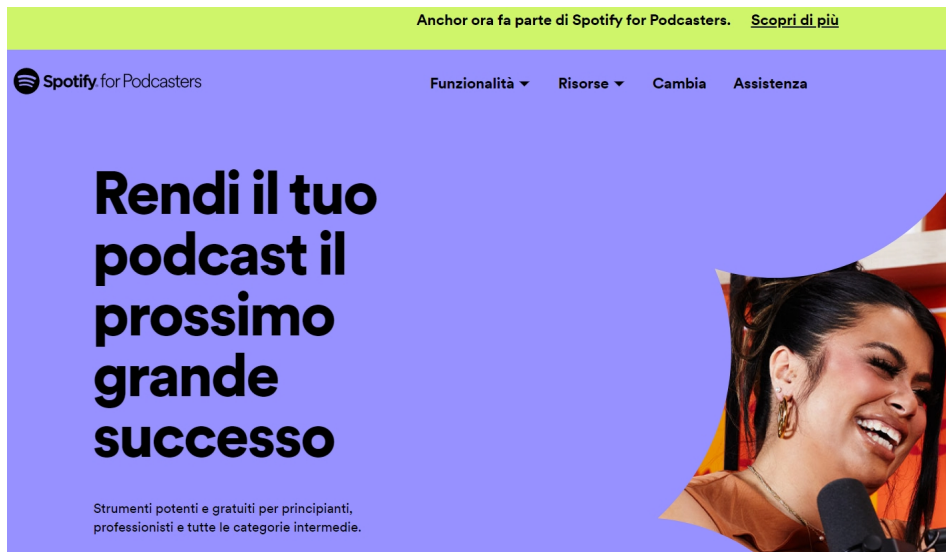 Anchor ora fa parte di Spotify for Podcasters. Scopri di più
Spotify for Podcasters
Funzionalità Risorse Cambia Assistenza
Rendi il tuo
podcast il
prossimo
grande
successo
Strumenti potenti e gratuiti per principianti,
professionisti e tutte le categorie intermedie.